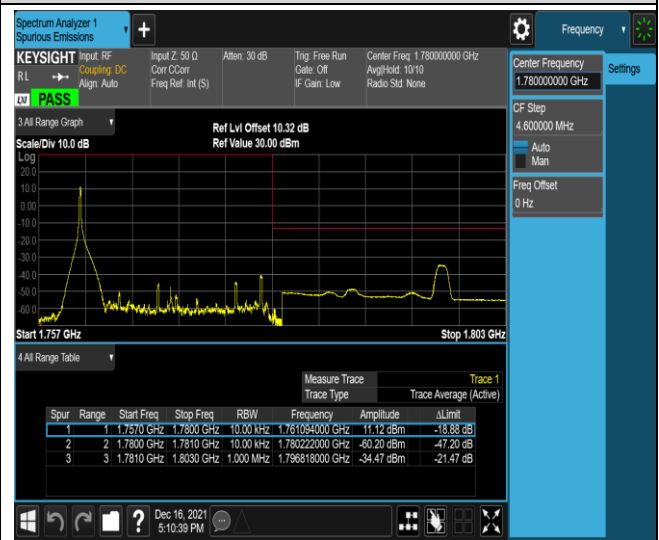 Spectrum Analyzer 1
Spurious Emissions
+
Frequency
KEYSIGHT Input: RF Input Z: 50 Ω Atten: 30 dB Trig: Free Run Center Freq: 1.780000000 GHz
RL Coupling: DC Corr CCorr Gate: Off Avg|Hold: 10/10
Align: Auto Freq Ref: Int (S) IF Gain: Low Radio Std: None
LXI PASS
Center Frequency
1.780000000 GHz
Settings
CF Step
4.600000 MHz
Auto
Man
Freq Offset
0 Hz
3 All Range Graph
Ref Lvl Offset 10.32 dB
Scale/Div 10.0 dB Ref Value 30.00 dBm
Log
20.0
10.0
0.00
-10.0
-20.0
-30.0
-40.0
-50.0
-60.0
Start 1.757 GHz Stop 1.803 GHz
4 All Range Table
Measure Trace Trace 1
Trace Type Trace Average (Active)
Spur Range Start Freq Stop Freq RBW Frequency Amplitude ΔLimit
1 1 1.7570 GHz 1.7800 GHz 10.00 kHz 1.761094000 GHz 11.12 dBm -18.88 dB
2 2 1.7800 GHz 1.7810 GHz 10.00 kHz 1.780222000 GHz -60.20 dBm -47.20 dB
3 3 1.7810 GHz 1.8030 GHz 1.000 MHz 1.796818000 GHz -34.47 dBm -21.47 dB
?
Dec 16, 2021
5:10:39 PM